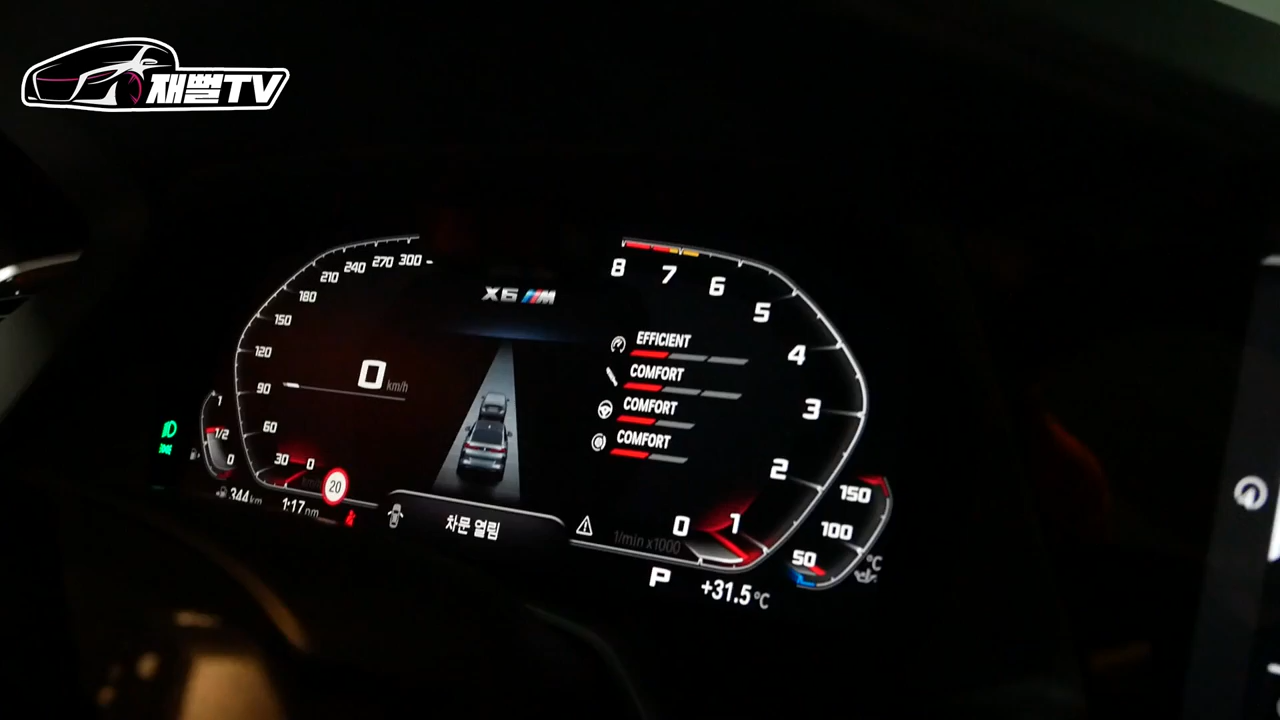 재뻘TV
300
270
240
210
180
150
120
90
60
30
0
0 km/h
X6 M
8
7
6
5
4
3
2
1
0
EFFICIENT
COMFORT
COMFORT
COMFORT
1
1/2
0
20
344 km
1:17 pm
차문 열림
1/min x1000
P
+31.5 °C
150
100
50
°C